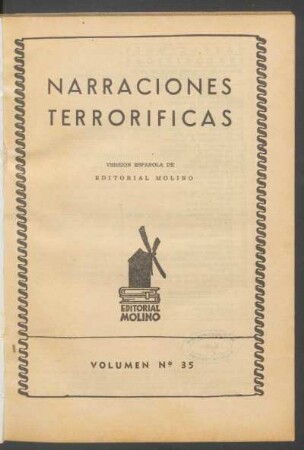 NARRACIONES
TERRORIFICAS
VERSION ESPAÑOLA DE
EDITORIAL MOLINO
EDITORIAL
MOLINO
VOLUMEN Nº 35